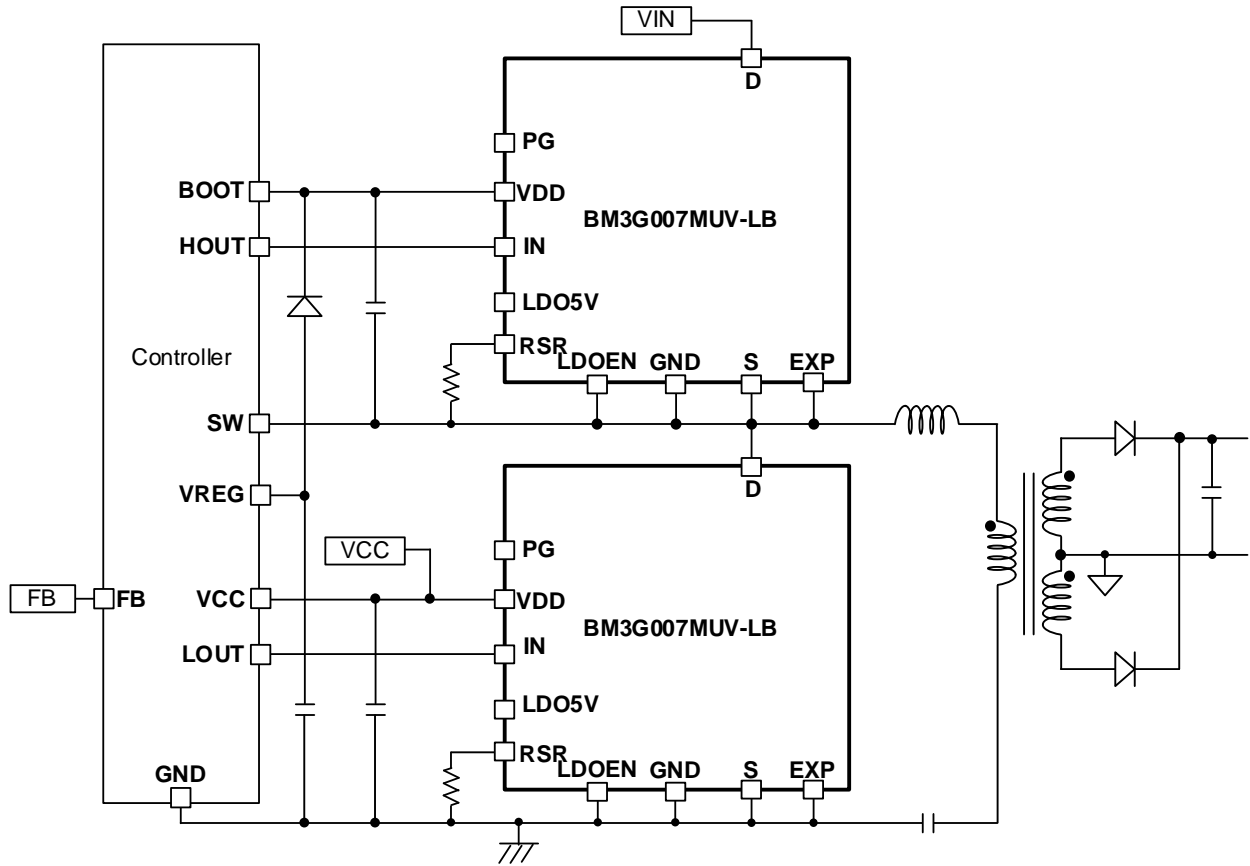 VIN
D
PG
BOOT
VDD
BM3G007MUV-LB
HOUT
IN
LDO5V
Controller
RSR
LDOEN
GND
S
EXP
SW
D
VREG
VCC
PG
FB
FB
VCC
VDD
BM3G007MUV-LB
LOUT
IN
LDO5V
RSR
GND
LDOEN
GND
S
EXP